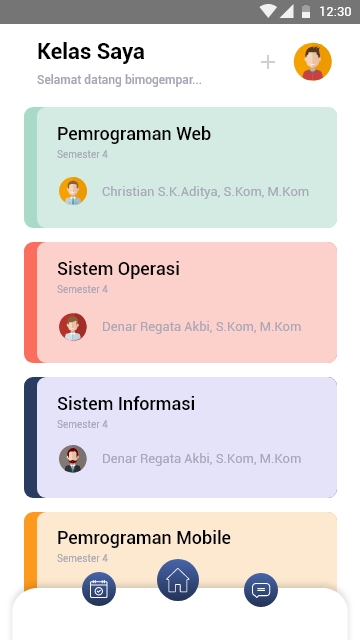 12:30
Kelas Saya
Selamat datang bimogempar...
Pemrograman Web
Semester 4
Christian S.K.Aditya, S.Kom, M.Kom
Sistem Operasi
Semester 4
Denar Regata Akbi, S.Kom, M.Kom
Sistem Informasi
Semester 4
Denar Regata Akbi, S.Kom, M.Kom
Pemrograman Mobile
Semester 4